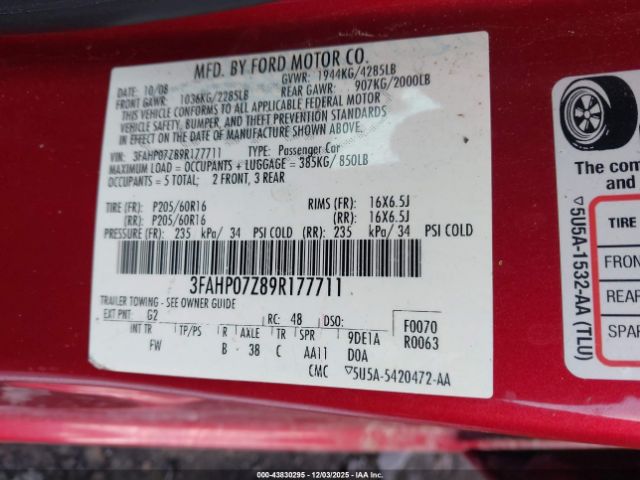 MFD. BY FORD MOTOR CO.
DATE: 10/08 GVWR: 1944KG/4285LB
FRONT GAWR: 1036KG/2285LB REAR GAWR: 907KG/2000LB
THIS VEHICLE CONFORMS TO ALL APPLICABLE FEDERAL MOTOR
VEHICLE SAFETY, BUMPER, AND THEFT PREVENTION STANDARDS
IN EFFECT ON THE DATE OF MANUFACTURE SHOWN ABOVE.
VIN: 3FAHP07Z89R177711 TYPE: Passenger Car
MAXIMUM LOAD = OCCUPANTS + LUGGAGE = 385KG/ 850LB
OCCUPANTS = 5 TOTAL: 2 FRONT, 3 REAR
TIRE (FR): P205/60R16 RIMS (FR): 16X6.5J
(RR): P205/60R16 (RR): 16X6.5J
PRESSURE (FR): 235 kPa/ 34 PSI COLD (RR): 235 kPa/ 34 PSI COLD
3FAHP07Z89R177711
TRAILER TOWING - SEE OWNER GUIDE
EXT PNT: G2 RC: 48 DSO: F0070
INT TR TP/PS R AXLE TR SPR 9DE1A R0063
FW B 38 C AA11 D0A
CMC ▽5U5A-5420472-AA
The com
and
TIRE
FRON
REAR
SPAR
▽5U5A-1532-AA (TLU)
© www.iaai.com 12-43830295 - 12/03/2025 - IAA Inc.